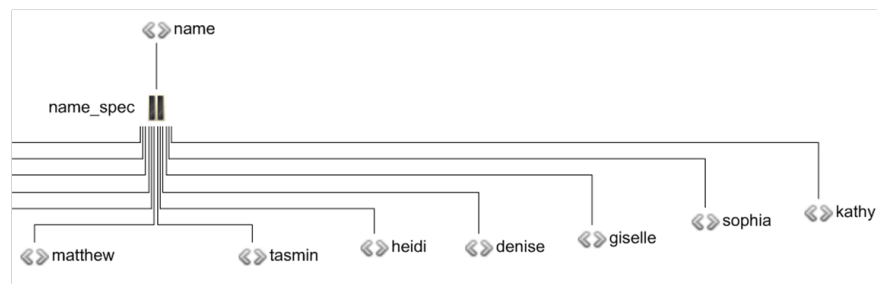 name
name_spec
kathy
sophia
giselle
denise
heidi
tasmin
matthew